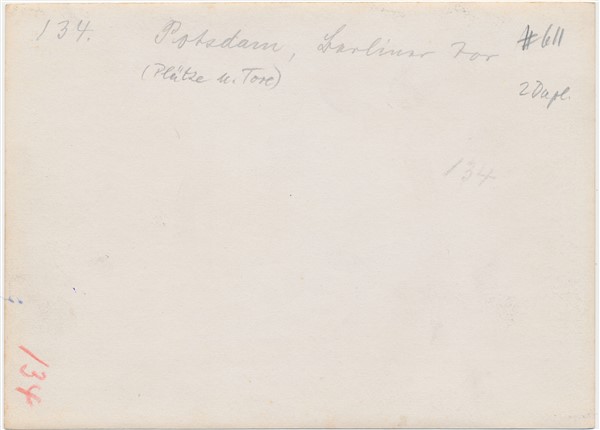 134. Potsdam, Berliner Tor #611
(Plätze u. Tore) 2 Dupl.
134
134